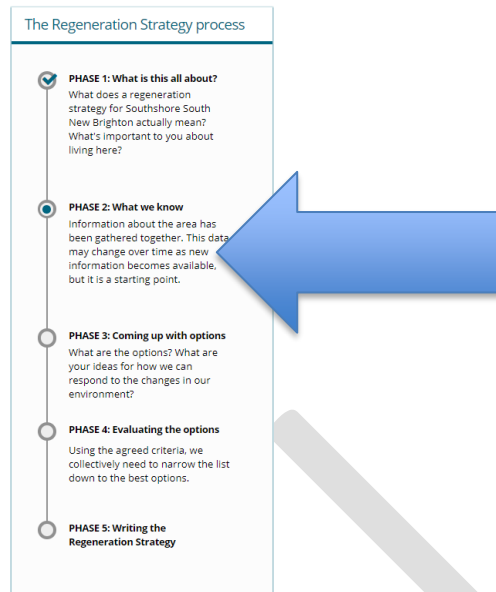 The Regeneration Strategy process
PHASE 1: What is this all about?
What does a regeneration
strategy for Southshore South
New Brighton actually mean?
What's important to you about
living here?
PHASE 2: What we know
Information about the area has
been gathered together. This data
may change over time as new
information becomes available,
but it is a starting point.
PHASE 3: Coming up with options
What are the options? What are
your ideas for how we can
respond to the changes in our
environment?
PHASE 4: Evaluating the options
Using the agreed criteria, we
collectively need to narrow the list
down to the best options.
PHASE 5: Writing the
Regeneration Strategy